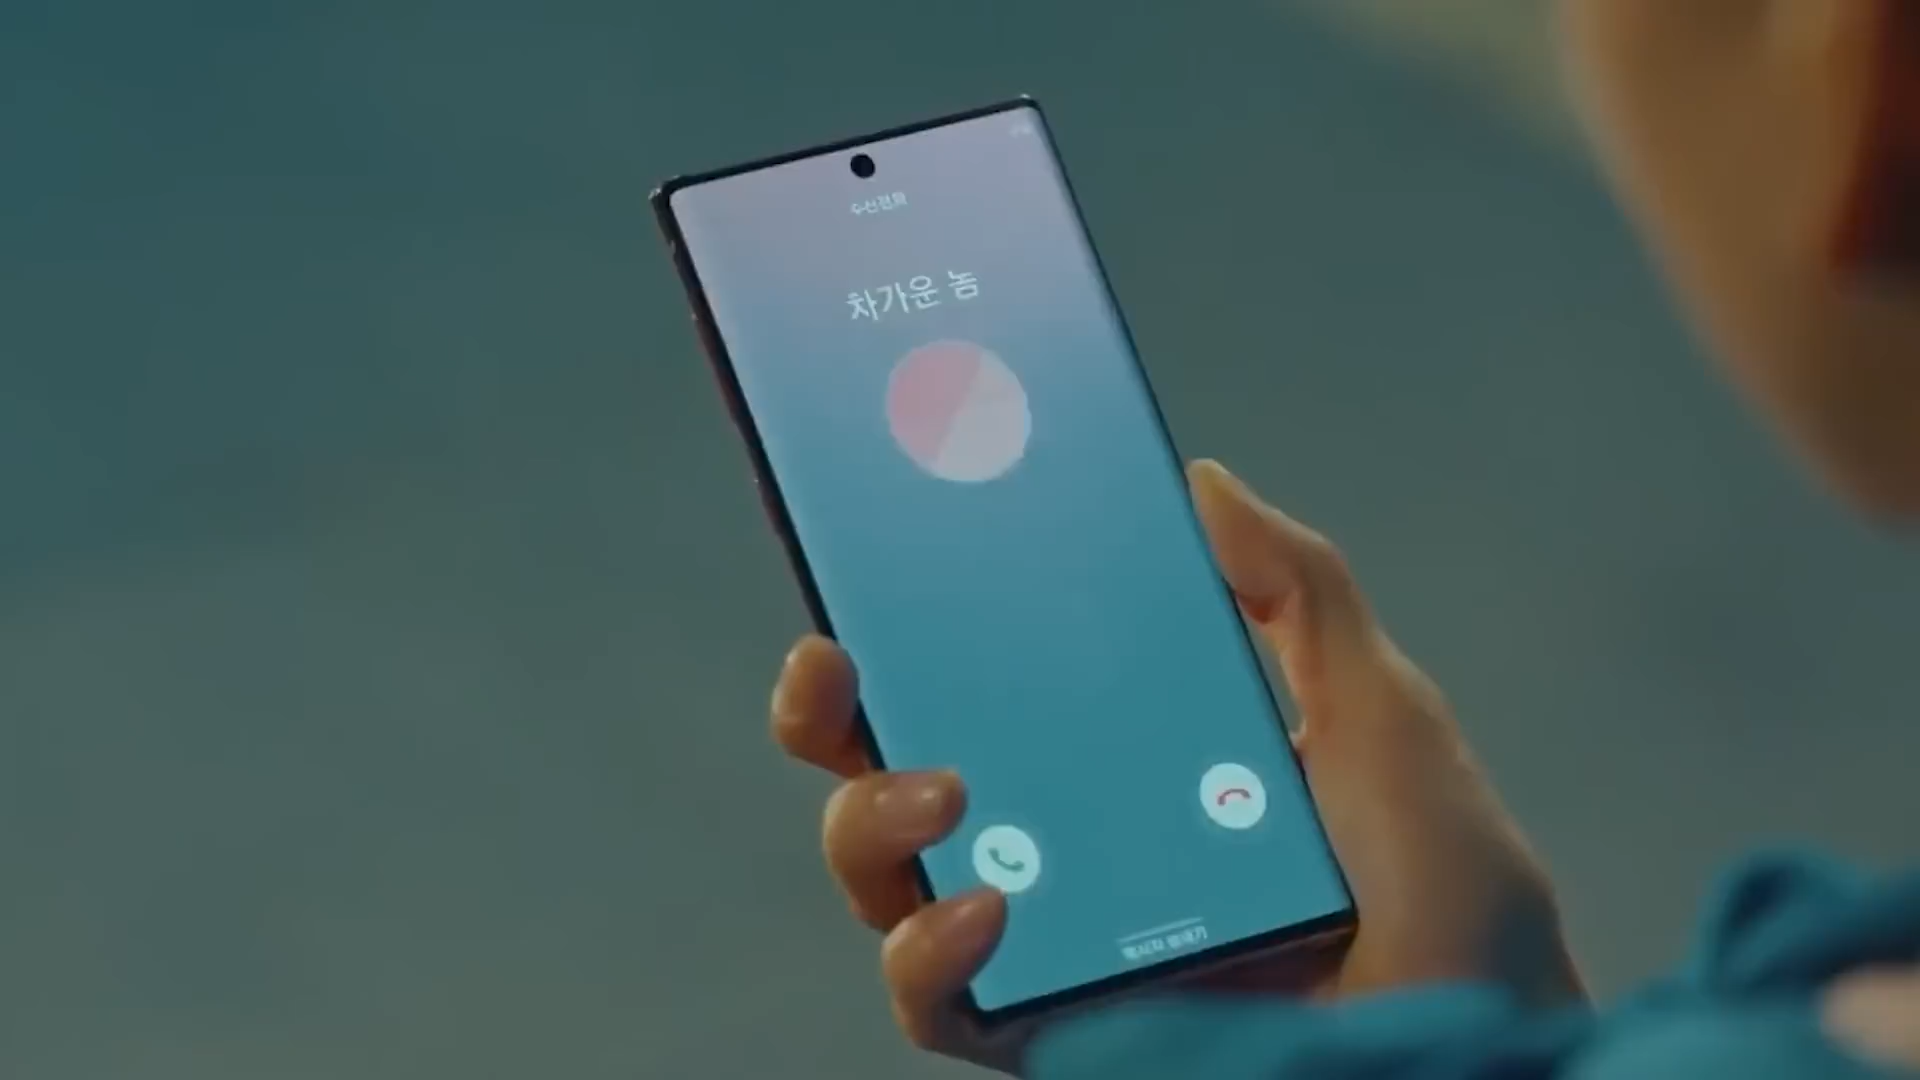 수신전화
차가운 놈
메시지 보내기